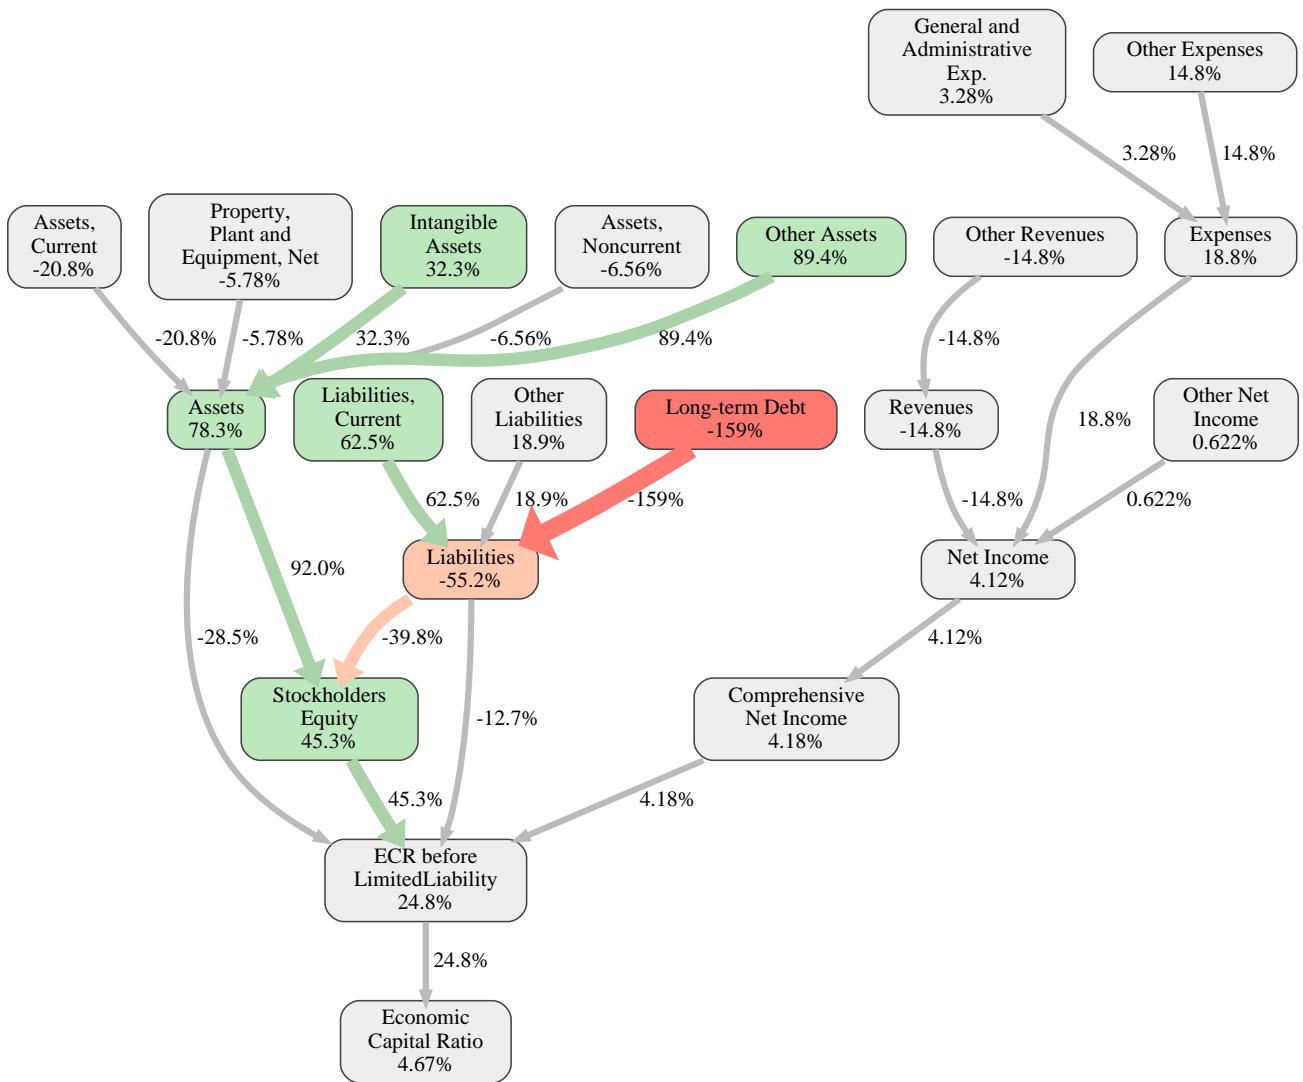 General and
Administrative
Exp.
3.28%
Other Expenses
14.8%
3.28%
14.8%
Assets,
Current
-20.8%
Property,
Plant and
Equipment, Net
-5.78%
Intangible
Assets
32.3%
Assets,
Noncurrent
-6.56%
Other Assets
89.4%
Other Revenues
-14.8%
Expenses
18.8%
-20.8%
-5.78%
32.3%
-6.56%
89.4%
-14.8%
Assets
78.3%
Liabilities,
Current
62.5%
Other
Liabilities
18.9%
Long-term Debt
-159%
Revenues
-14.8%
18.8%
Other Net
Income
0.622%
62.5%
18.9%
-159%
-14.8%
0.622%
92.0%
Liabilities
-55.2%
Net Income
4.12%
-28.5%
-39.8%
4.12%
Stockholders
Equity
45.3%
-12.7%
Comprehensive
Net Income
4.18%
45.3%
4.18%
ECR before
LimitedLiability
24.8%
24.8%
Economic
Capital Ratio
4.67%